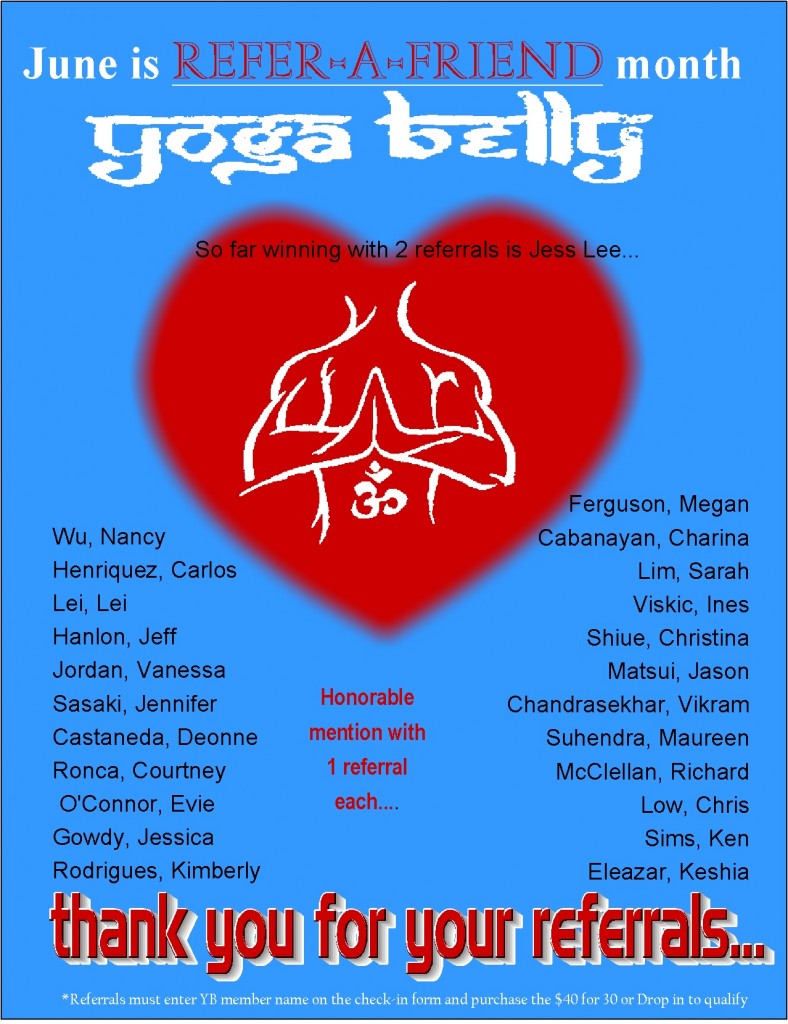 June is REFER-A-FRIEND month
YOGA BELLY
So far winning with 2 referrals is Jess Lee...
ॐ
Wu, Nancy
Henriquez, Carlos
Lei, Lei
Hanlon, Jeff
Jordan, Vanessa
Sasaki, Jennifer
Castaneda, Deonne
Ronca, Courtney
O'Connor, Evie
Gowdy, Jessica
Rodrigues, Kimberly
Honorable
mention with
1 referral
each....
Ferguson, Megan
Cabanayan, Charina
Lim, Sarah
Viskic, Ines
Shiue, Christina
Matsui, Jason
Chandrasekhar, Vikram
Suhendra, Maureen
McClellan, Richard
Low, Chris
Sims, Ken
Eleazar, Keshia
thank you for your referrals...
*Referrals must enter YB member name on the check-in form and purchase the $40 for 30 or Drop in to qualify